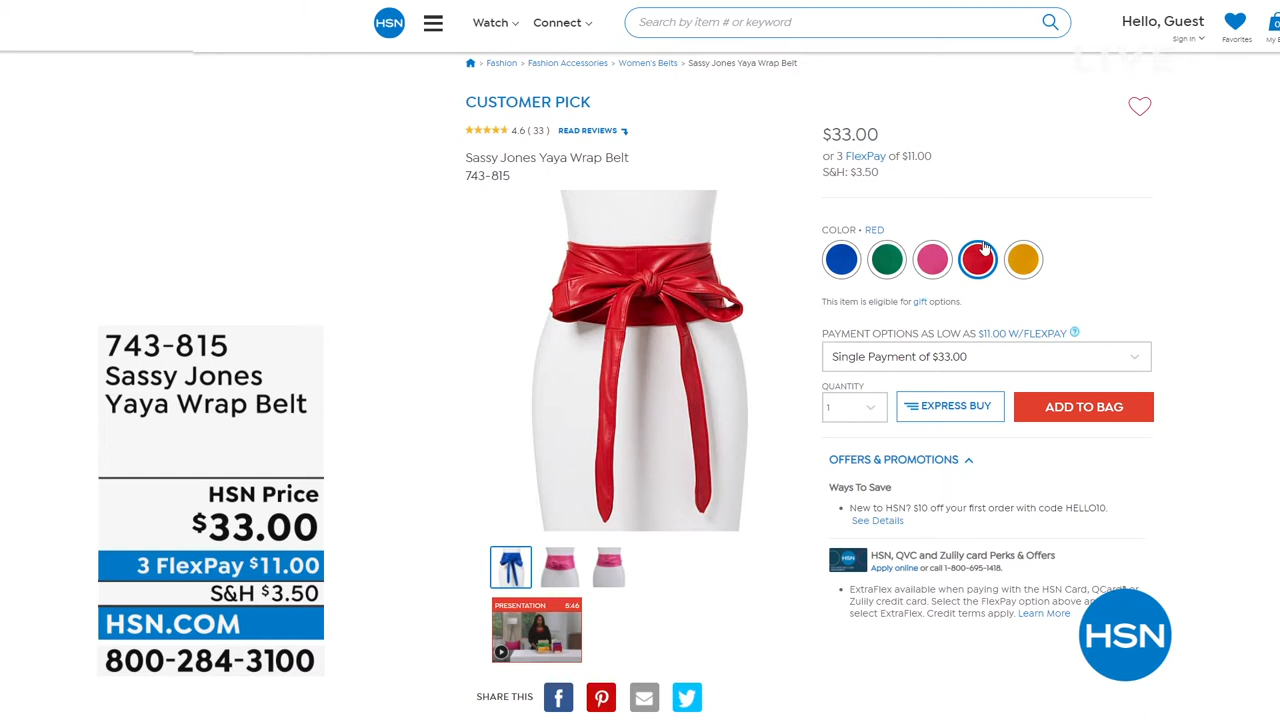 HSN
Watch
Connect
Search by item # or keyword
Hello, Guest
Sign In
Favorites
0
LIVE
> Fashion > Fashion Accessories > Women's Belts > Sassy Jones Yaya Wrap Belt
CUSTOMER PICK
4.6 ( 33 ) READ REVIEWS
Sassy Jones Yaya Wrap Belt
743-815
$33.00
or 3 FlexPay of $11.00
S&H: $3.50
COLOR • RED
This item is eligible for gift options.
PAYMENT OPTIONS AS LOW AS $11.00 W/FLEXPAY ?
Single Payment of $33.00
QUANTITY
1
EXPRESS BUY
ADD TO BAG
OFFERS & PROMOTIONS
Ways To Save
• New to HSN? $10 off your first order with code HELLO10.
See Details
HSN
HSN, QVC and Zulily card Perks & Offers
Apply online or call 1-800-695-1418.
• ExtraFlex available when paying with the HSN Card, QCard or
Zulily credit card. Select the FlexPay option above
select ExtraFlex. Credit terms apply. Learn More
HSN
PRESENTATION 5:46
SHARE THIS
743-815
Sassy Jones
Yaya Wrap Belt
HSN Price
$33.00
3 FlexPay $11.00
S&H $3.50
HSN.COM
800-284-3100